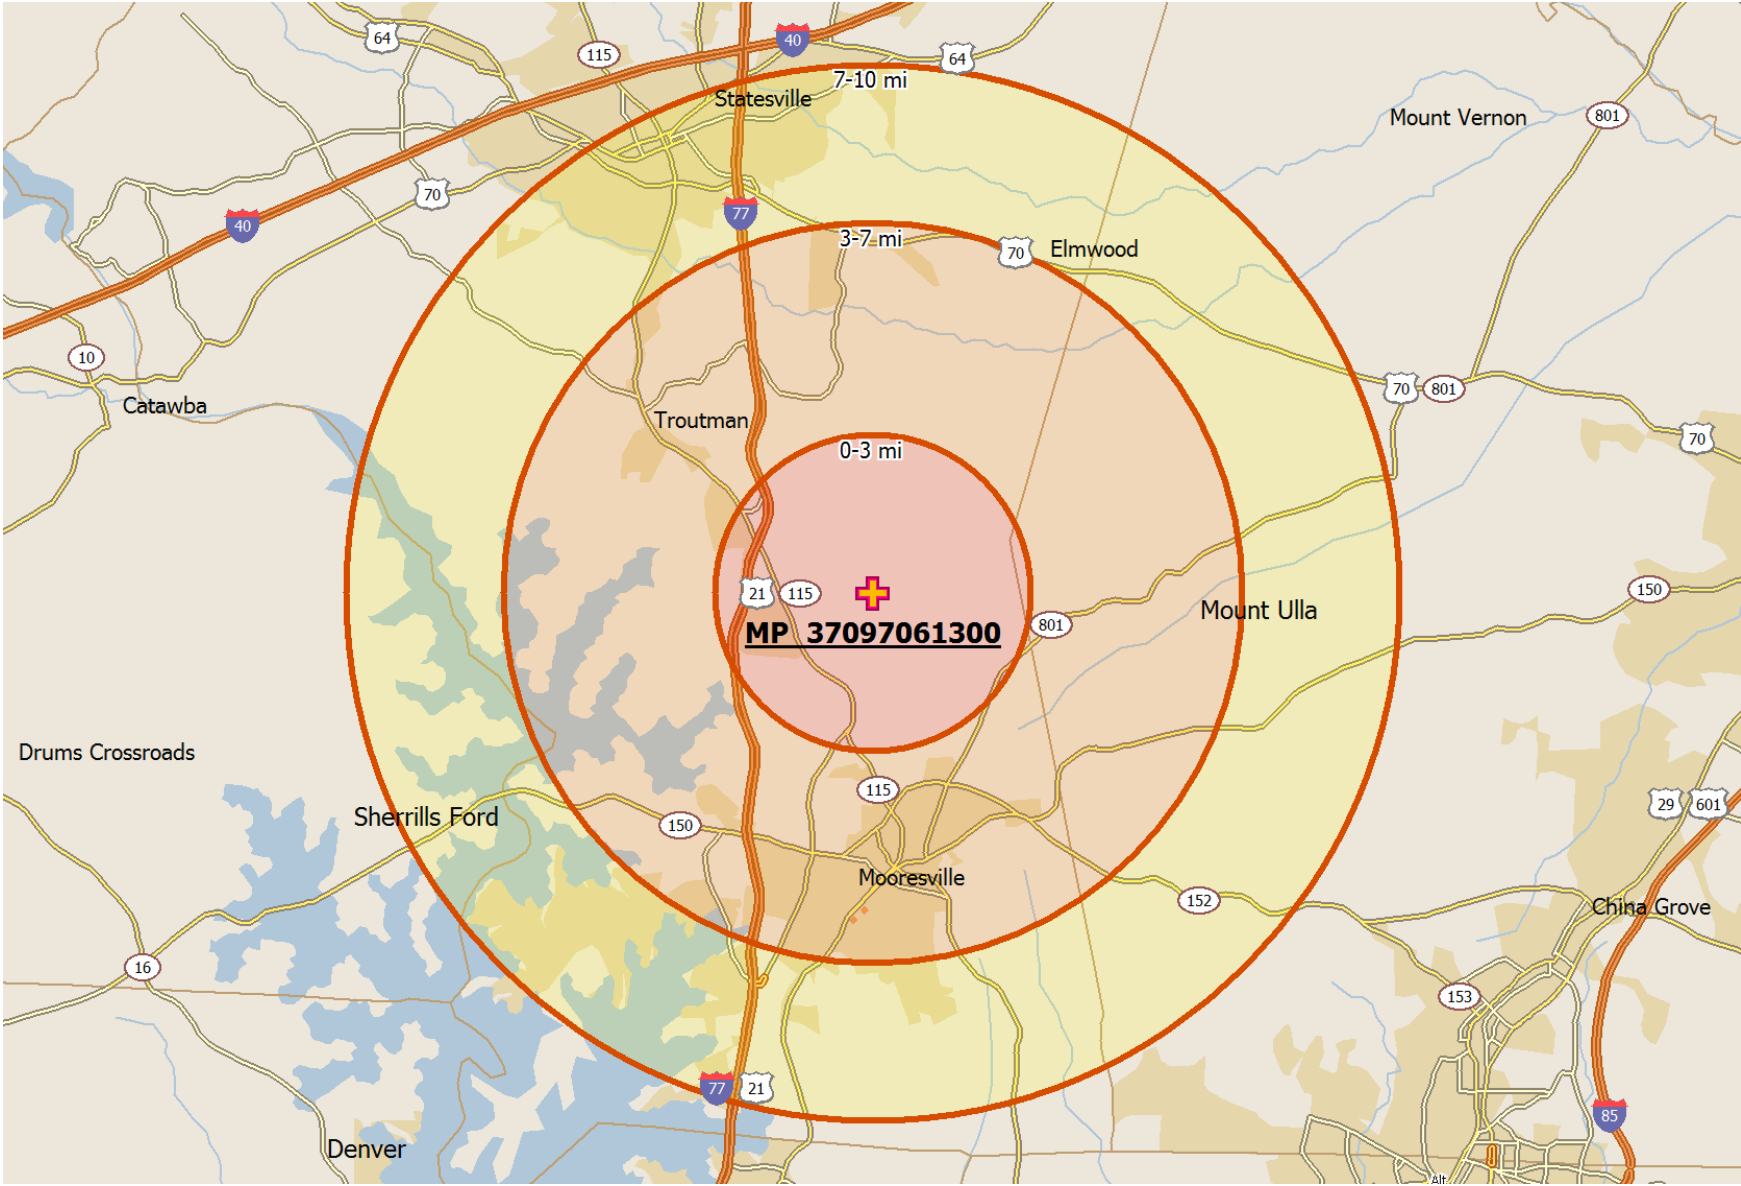 64
115
40
64
7-10 mi
Statesville
Mount Vernon
801
70
77
40
3-7 mi
70
Elmwood
10
70
801
Catawba
Troutman
70
0-3 mi
21
115
150
Mount Ulla
801
MP 37097061300
Drums Crossroads
115
29
601
Sherrills Ford
150
Mooresville
152
China Grove
16
153
77
21
85
Denver
Alt